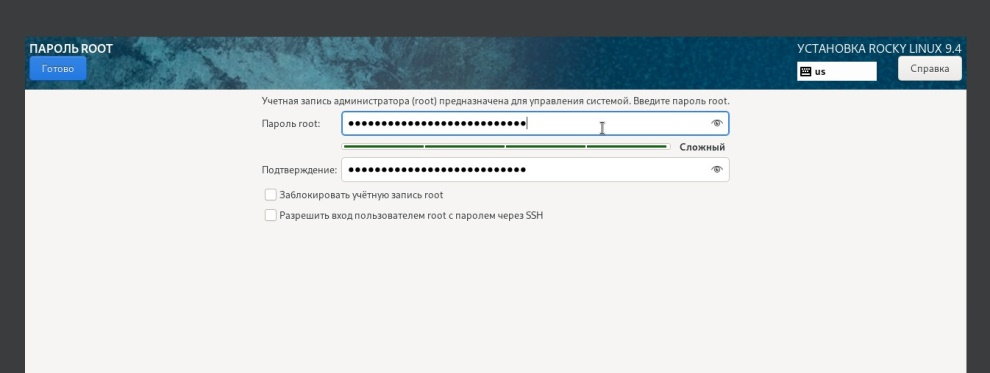 ПАРОЛЬ ROOT
УСТАНОВКА ROCKY LINUX 9.4
Готово
us
Справка
Учетная запись администратора (root) предназначена для управления системой. Введите пароль root.
Пароль root:
Сложный
Подтверждение:
Заблокировать учётную запись root
Разрешить вход пользователем root с паролем через SSH